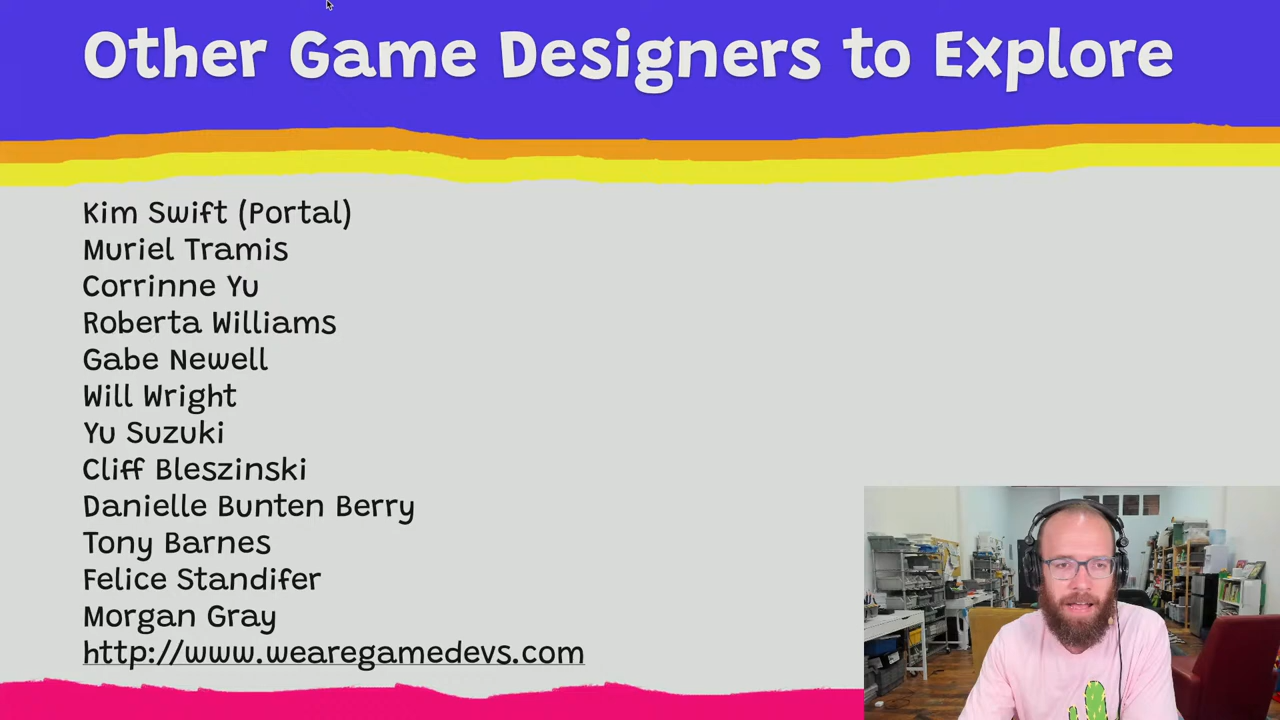 Other Game Designers to Explore
Kim Swift (Portal)
Muriel Tramis
Corrinne Yu
Roberta Williams
Gabe Newell
Will Wright
Yu Suzuki
Cliff Bleszinski
Danielle Bunten Berry
Tony Barnes
Felice Standifer
Morgan Gray
http://www.wearegamedevs.com